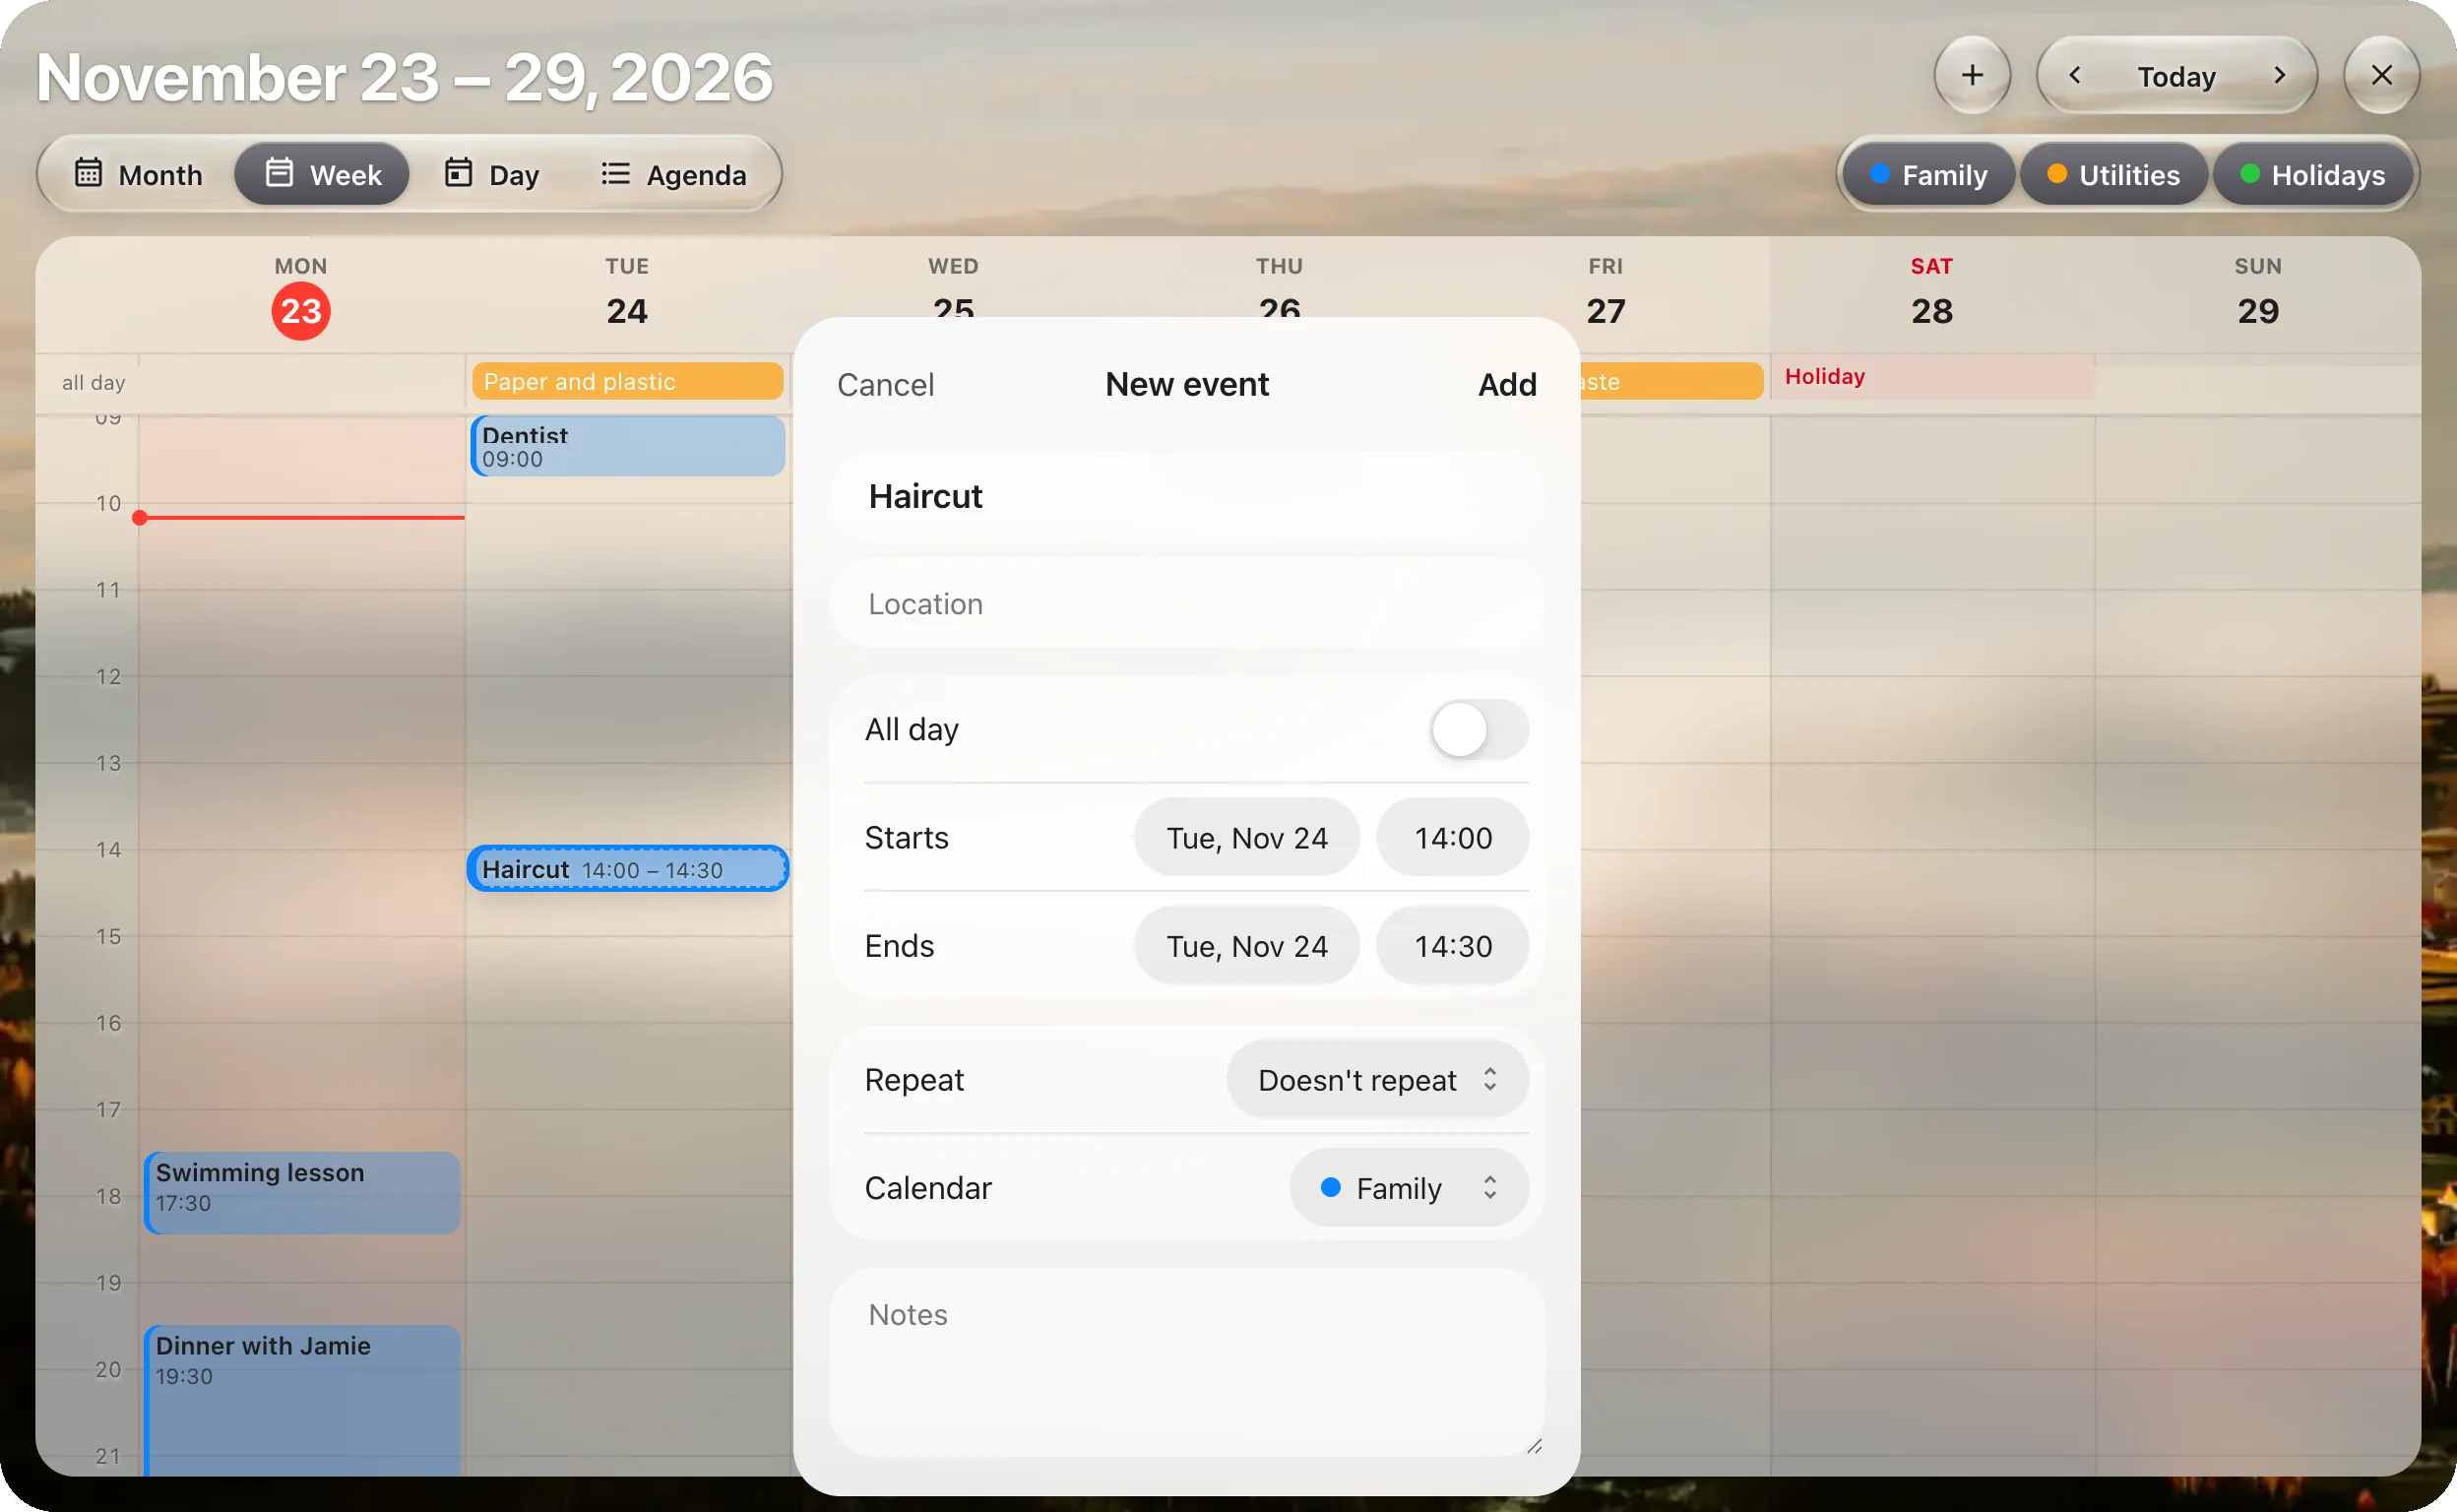 November 23 – 29, 2026
Today
Month
Week
Day
Agenda
Family
Utilities
Holidays
MON
TUE
WED
THU
FRI
SAT
SUN
23
24
25
26
27
28
29
all day
Paper and plastic
Holiday
09
10
11
12
13
14
15
16
17
18
19
20
21
Dentist
09:00
Haircut 14:00 – 14:30
Swimming lesson
17:30
Dinner with Jamie
19:30
Cancel
New event
Add
Haircut
Location
All day
Starts
Tue, Nov 24
14:00
Ends
Tue, Nov 24
14:30
Repeat
Doesn't repeat
Calendar
Family
Notes